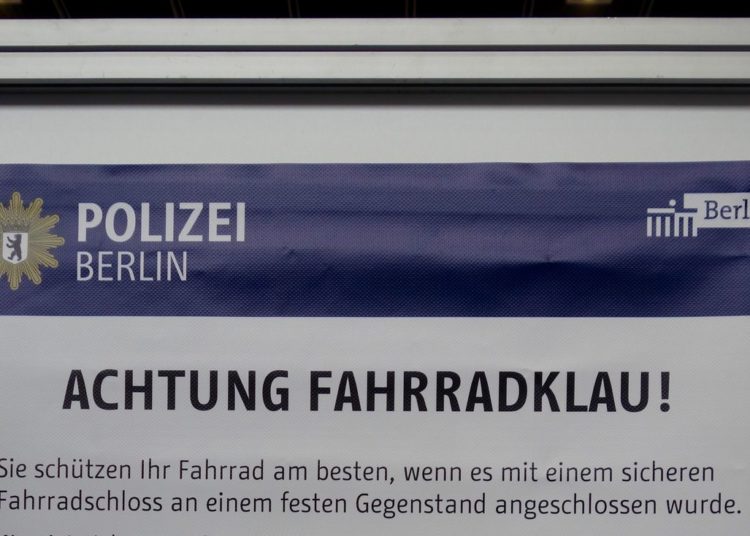 POLIZEI
BERLIN
Berl
ACHTUNG FAHRRADKLAU!
Sie schützen Ihr Fahrrad am besten, wenn es mit einem sicheren
Fahrradschloss an einem festen Gegenstand angeschlossen wurde.